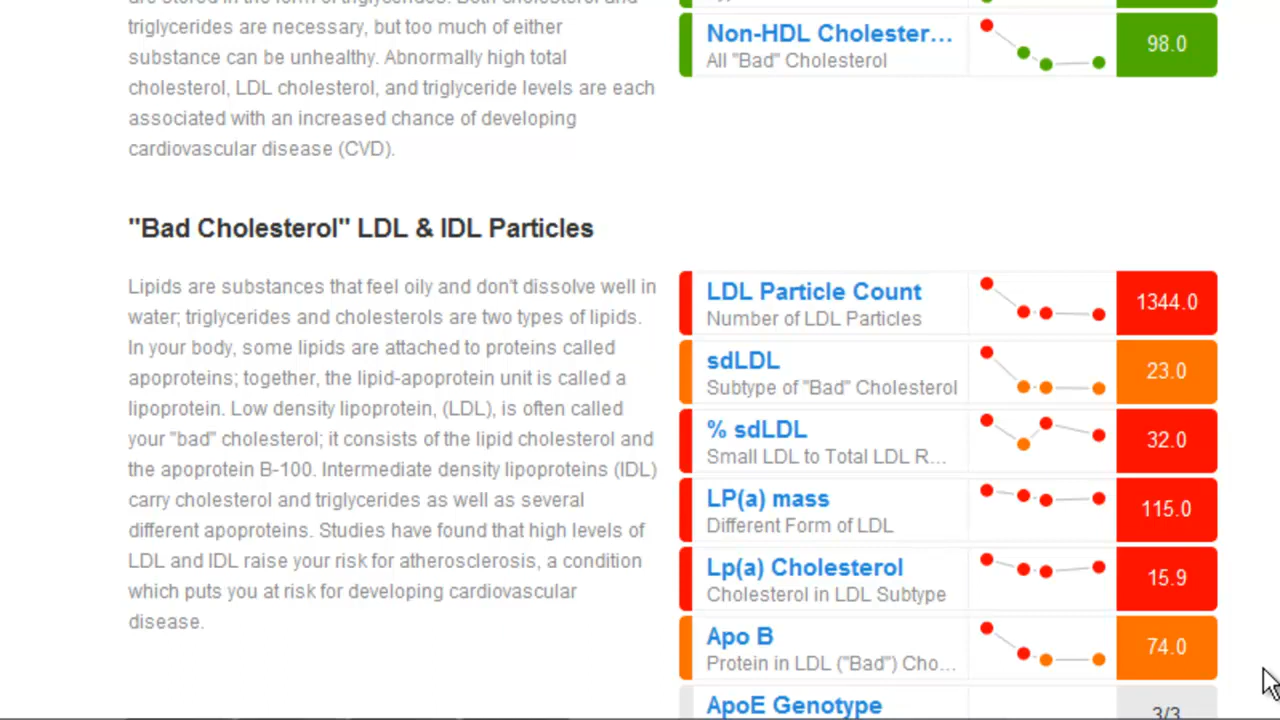 are stored in the form of triglycerides. Both cholesterol and
triglycerides are necessary, but too much of either
substance can be unhealthy. Abnormally high total
cholesterol, LDL cholesterol, and triglyceride levels are each
associated with an increased chance of developing
cardiovascular disease (CVD).
Non-HDL Cholester...
All "Bad" Cholesterol
98.0
"Bad Cholesterol" LDL & IDL Particles
Lipids are substances that feel oily and don't dissolve well in
water; triglycerides and cholesterols are two types of lipids.
In your body, some lipids are attached to proteins called
apoproteins; together, the lipid-apoprotein unit is called a
lipoprotein. Low density lipoprotein, (LDL), is often called
your "bad" cholesterol; it consists of the lipid cholesterol and
the apoprotein B-100. Intermediate density lipoproteins (IDL)
carry cholesterol and triglycerides as well as several
different apoproteins. Studies have found that high levels of
LDL and IDL raise your risk for atherosclerosis, a condition
which puts you at risk for developing cardiovascular
disease.
LDL Particle Count
Number of LDL Particles
1344.0
sdLDL
Subtype of "Bad" Cholesterol
23.0
% sdLDL
Small LDL to Total LDL R...
32.0
LP(a) mass
Different Form of LDL
115.0
Lp(a) Cholesterol
Cholesterol in LDL Subtype
15.9
Apo B
Protein in LDL ("Bad") Cho...
74.0
ApoE Genotype
3/3